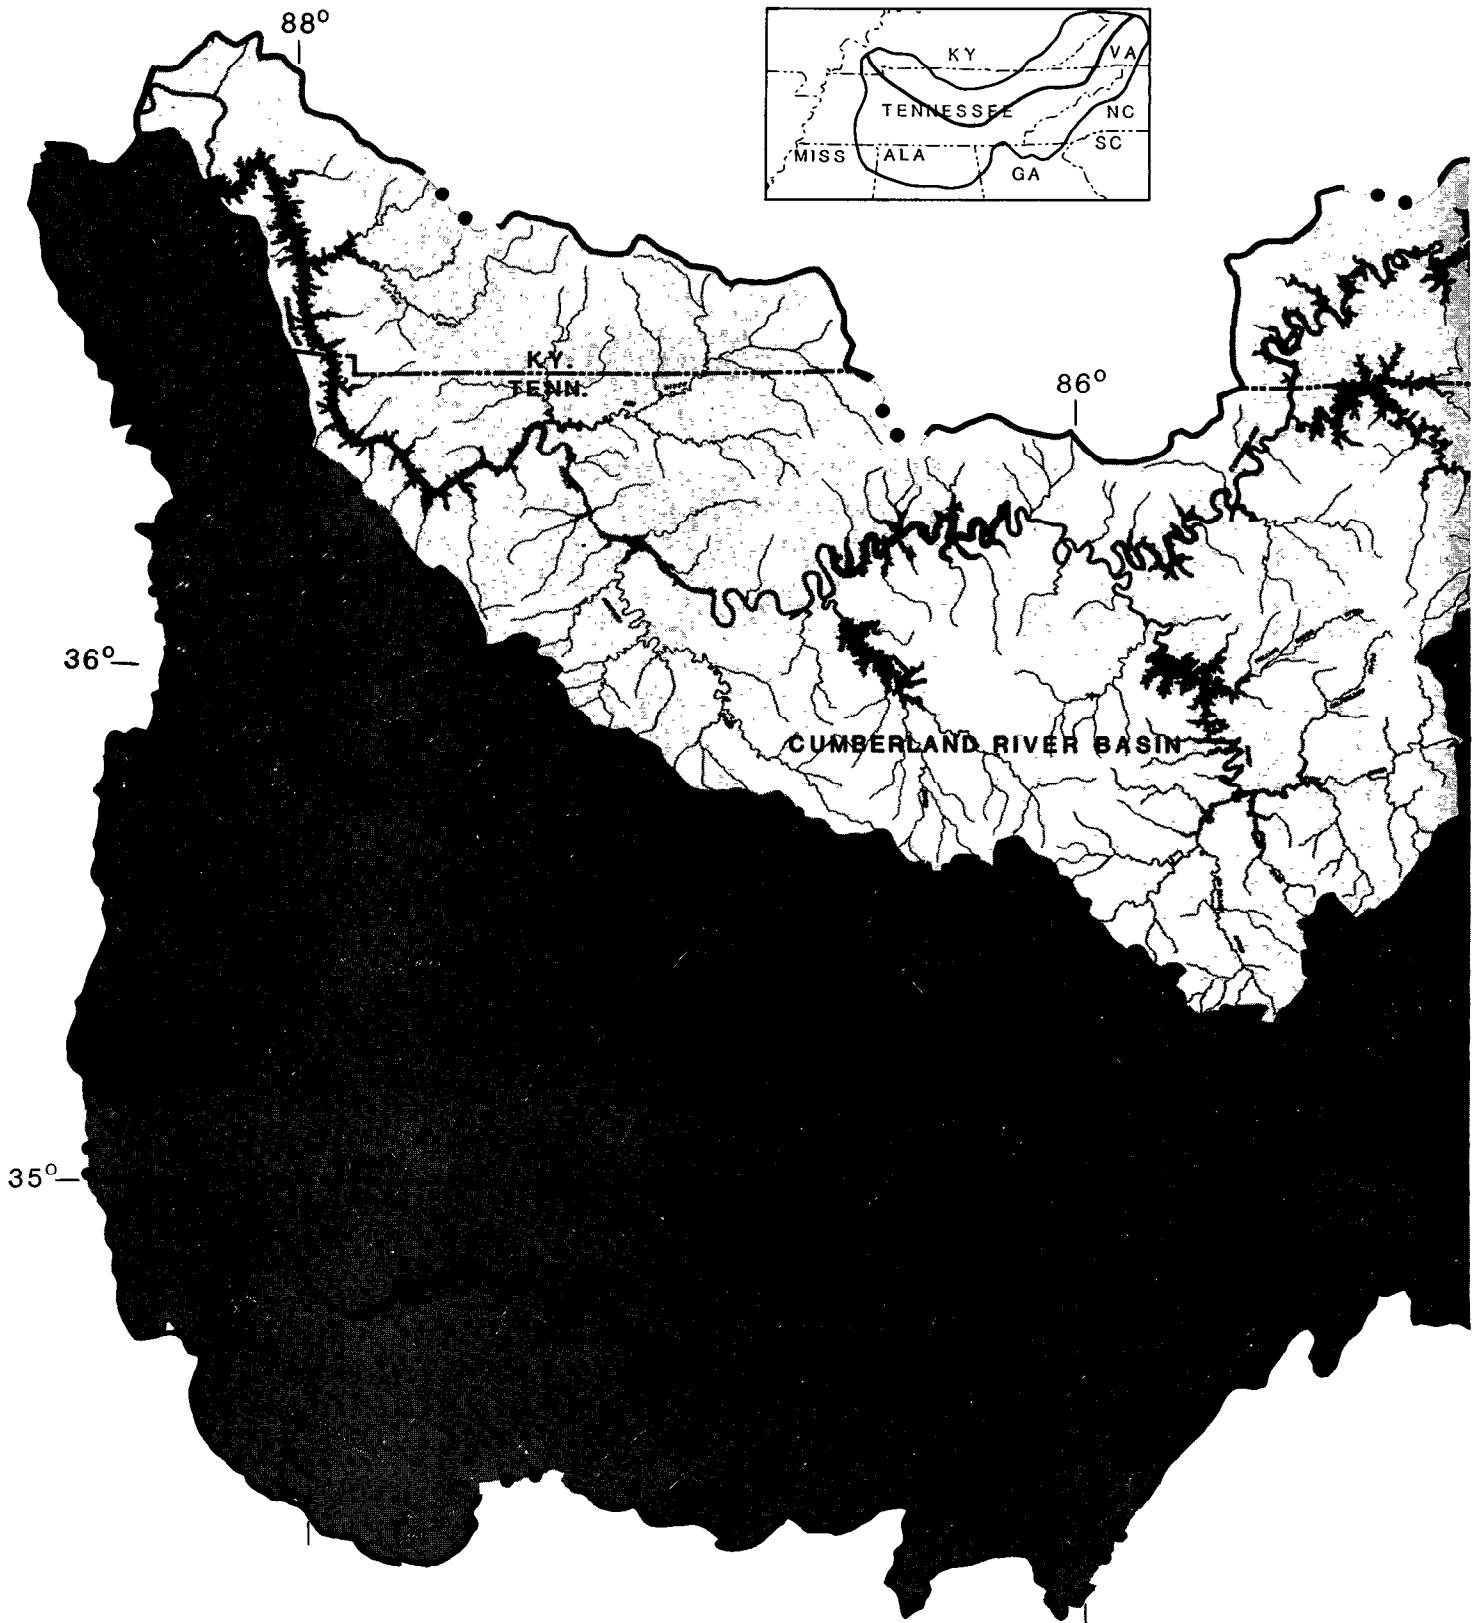 88°
KY
VA
TENNESSEE
NC
SC
MISS
ALA
GA
KY.
TENN.
86°
36°
CUMBERLAND RIVER BASIN
35°